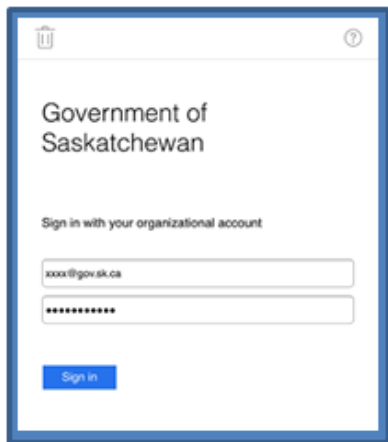 ?
Government of
Saskatchewan
Sign in with your organizational account
xxxx@gov.sk.ca
•••••••••••
Sign in